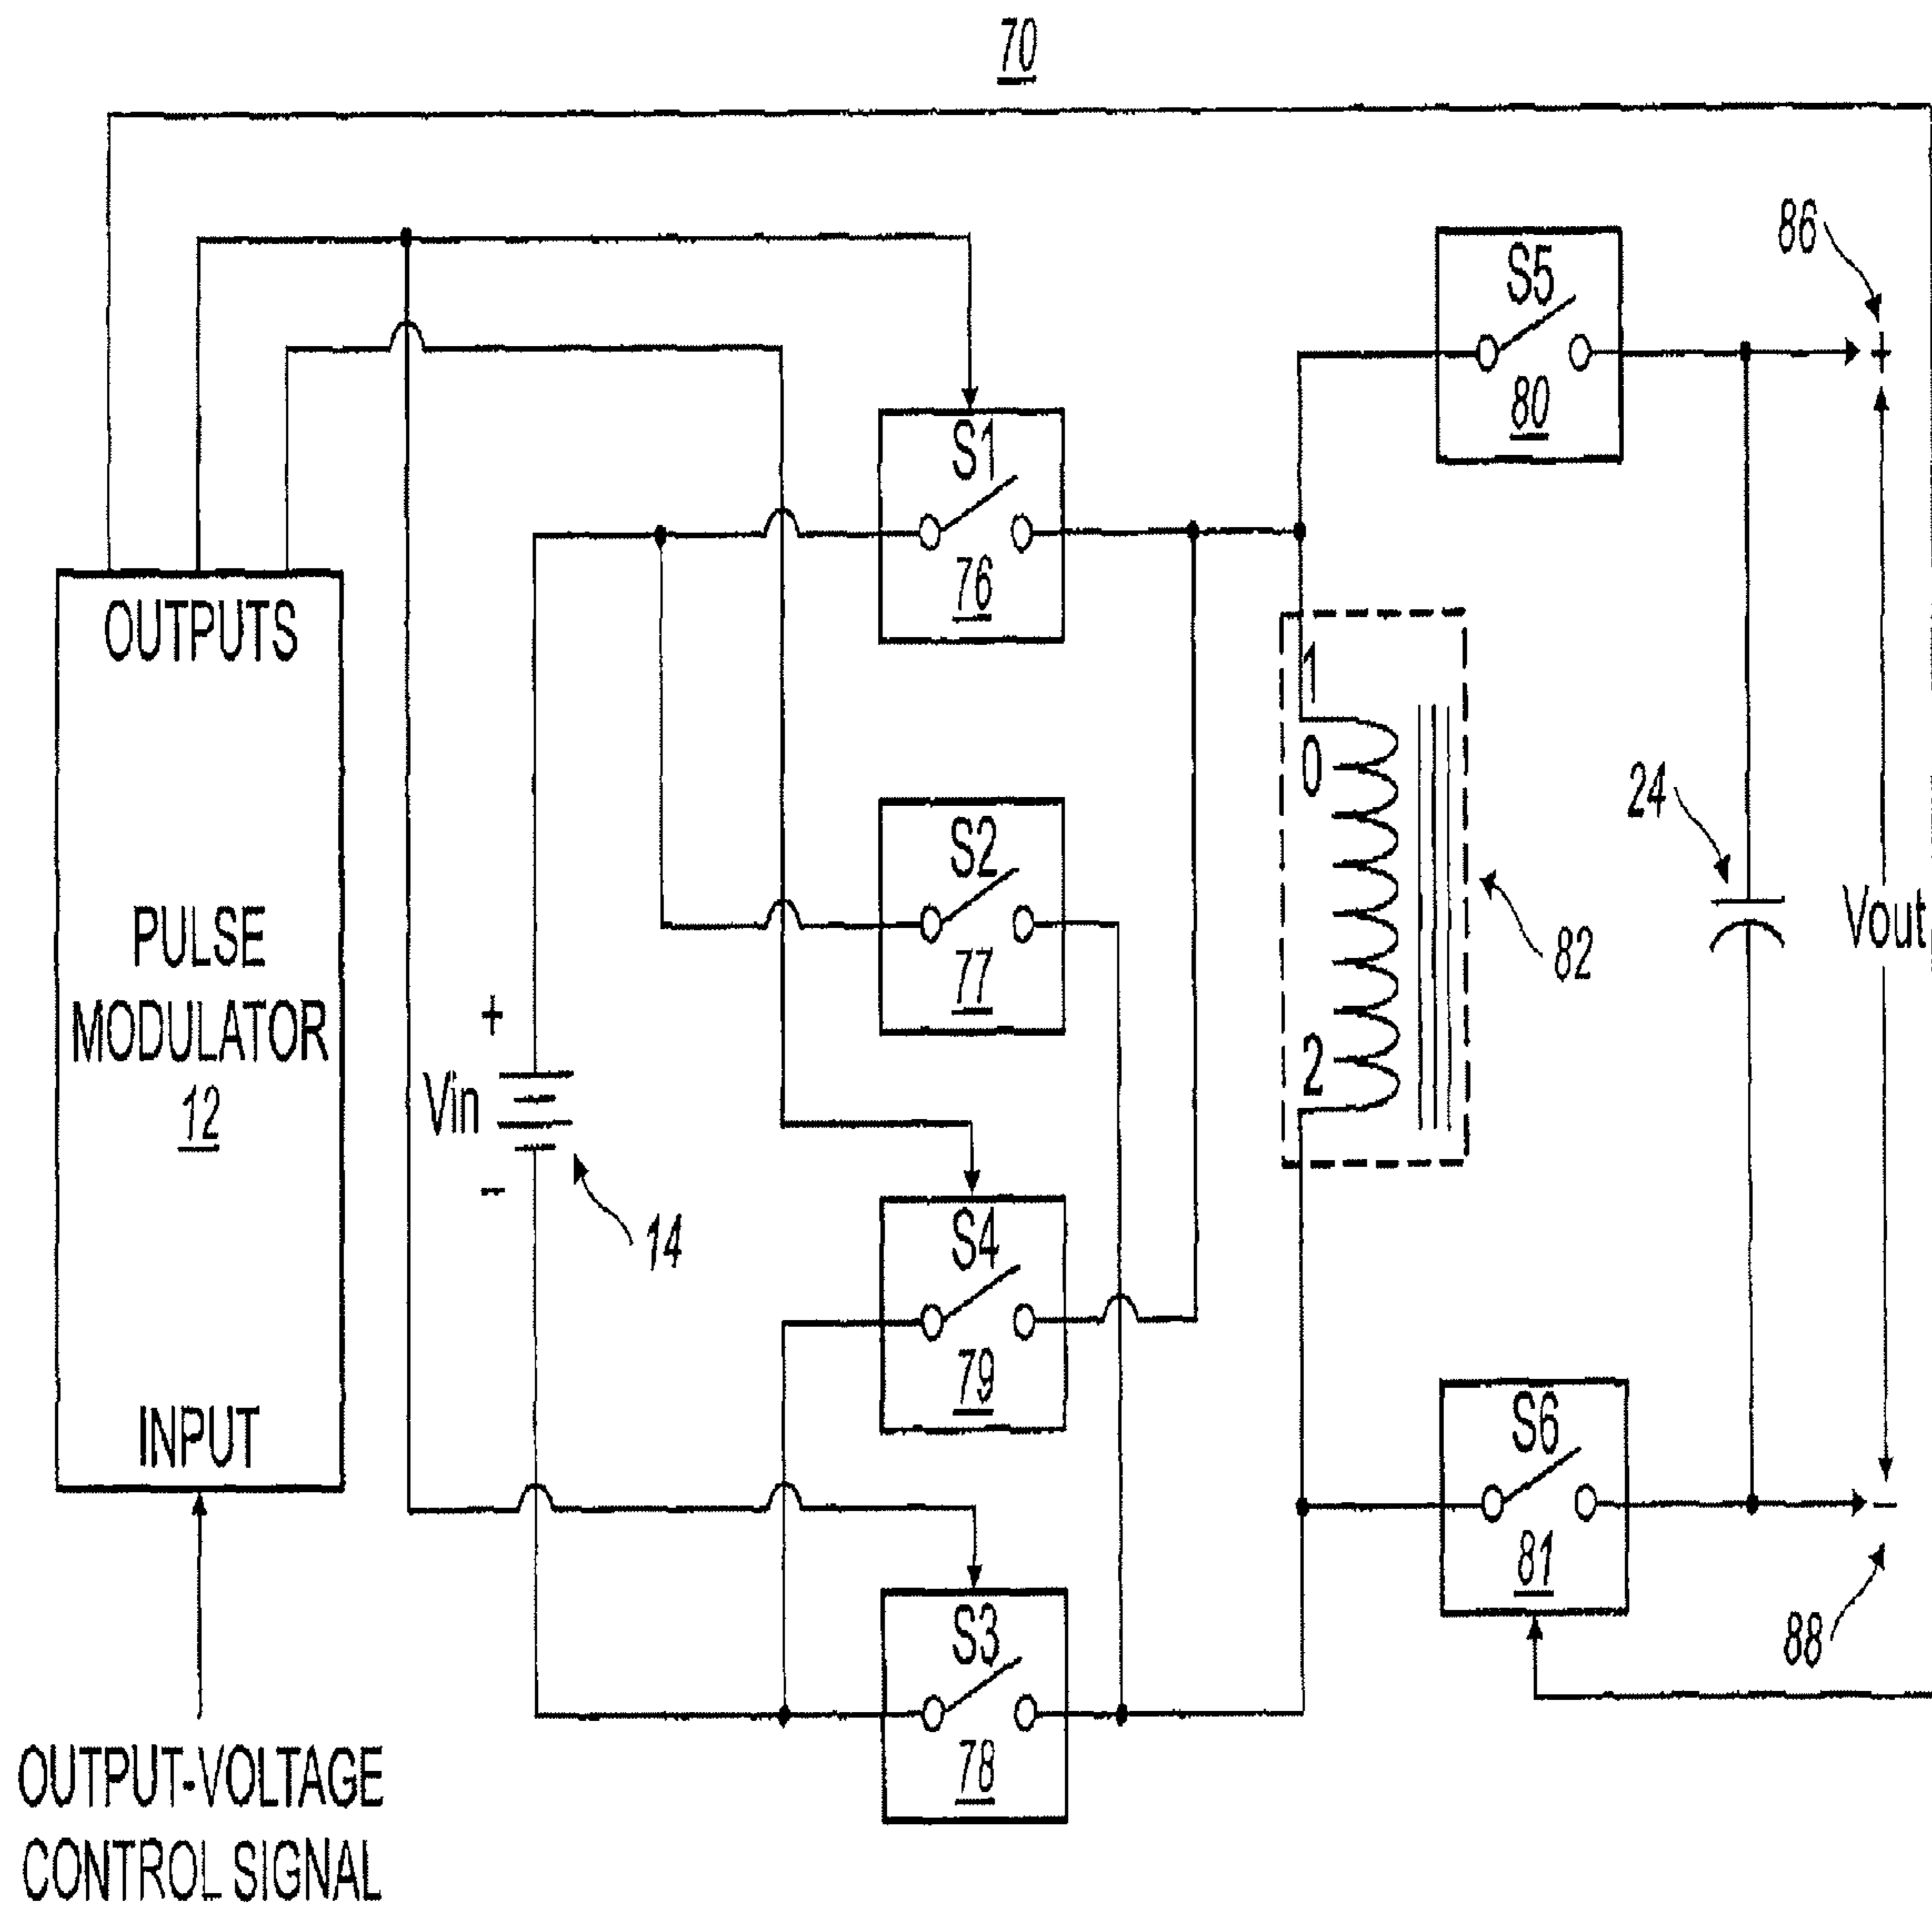 70
86
S5
80
+
S1
76
OUTPUTS
1
0
24
S2
77
82
Vout
PULSE
MODULATOR
12
+
Vin
-
14
2
S4
79
INPUT
S6
81
-
88
S3
78
OUTPUT-VOLTAGE
CONTROL SIGNAL